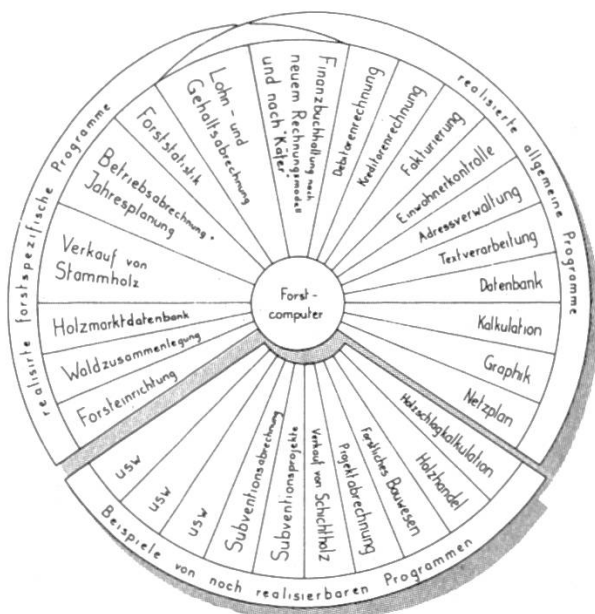 realisirte forstspezifische Programme
realisierte allgemeine Programme
Forst-
computer
Forsteinrichtung
Waldzusammenlegung
Holzmarktdatenbank
Verkauf von
Stammholz
Betriebsabrechnung +
Jahresplanung
Forststatistik
Lohn- und
Gehaltsabrechnung
Finanzbuchhaltung nach
neuem Rechnungsmodell
und nach "Käfer"
Debitorenrechnung
Kreditorenrechnung
Fakturierung
Einwohnerkontrolle
Adressverwaltung
Textverarbeitung
Datenbank
Kalkulation
Graphik
Netzplan
Holzschlagkalkulation
Holzhandel
Forstliches Bauwesen
Projektabrechnung
Verkauf von Schichtholz
Subventionsprojekte
Subventionsabrechnung
usw
usw
usw
Beispiele von noch realisierbaren Programmen